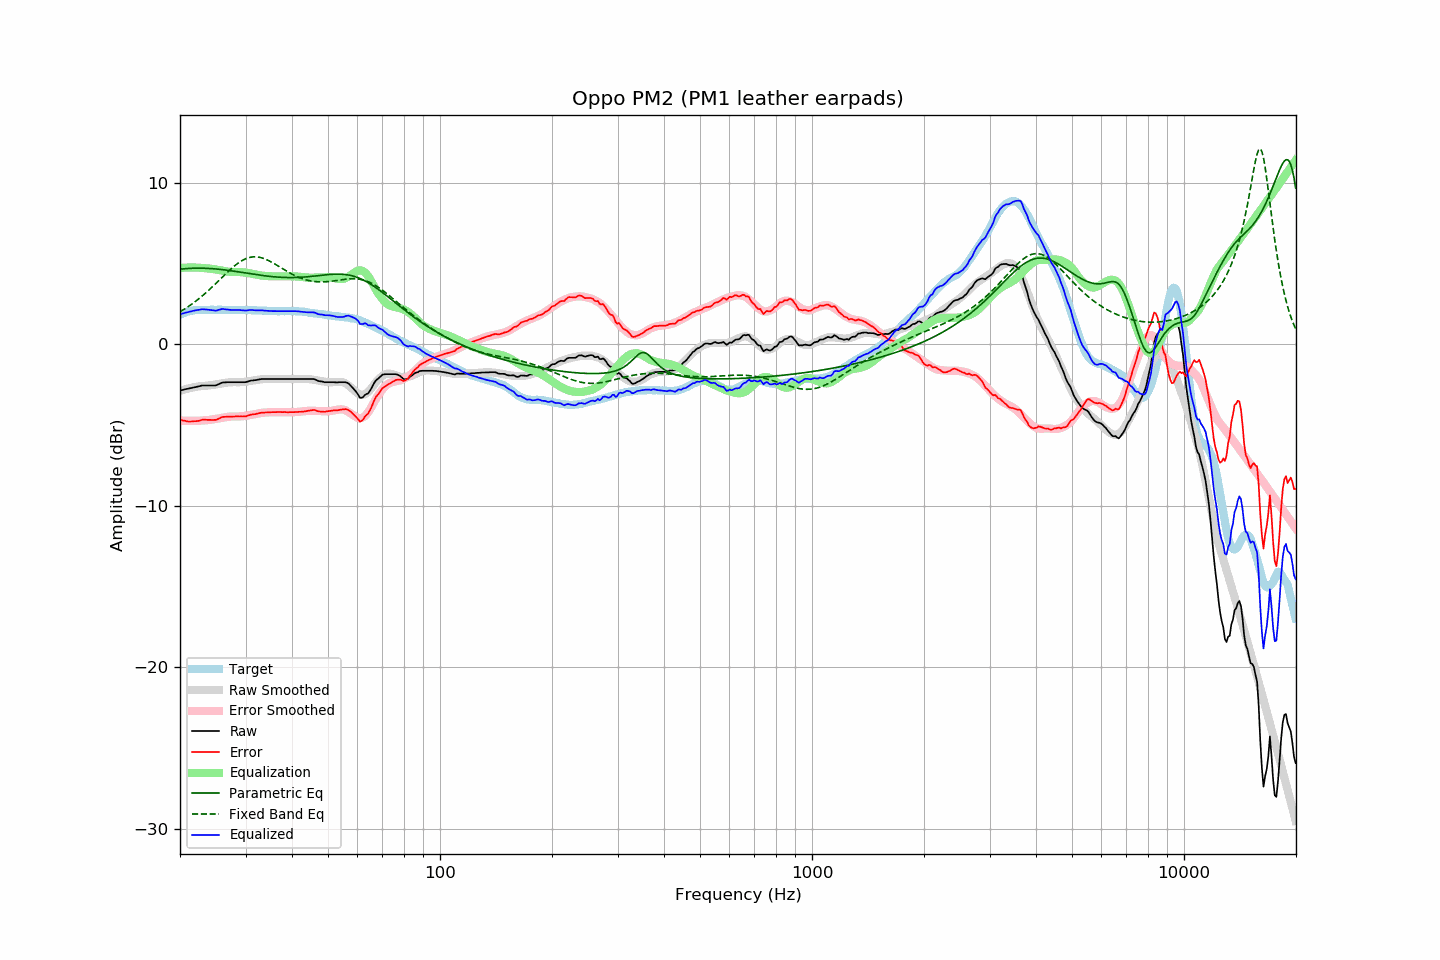 Oppo PM2 (PM1 leather earpads)
10
0
−10
−20
−30
Amplitude (dBr)
Target
Raw Smoothed
Error Smoothed
Raw
Error
Equalization
Parametric Eq
Fixed Band Eq
Equalized
100
1000
10000
Frequency (Hz)